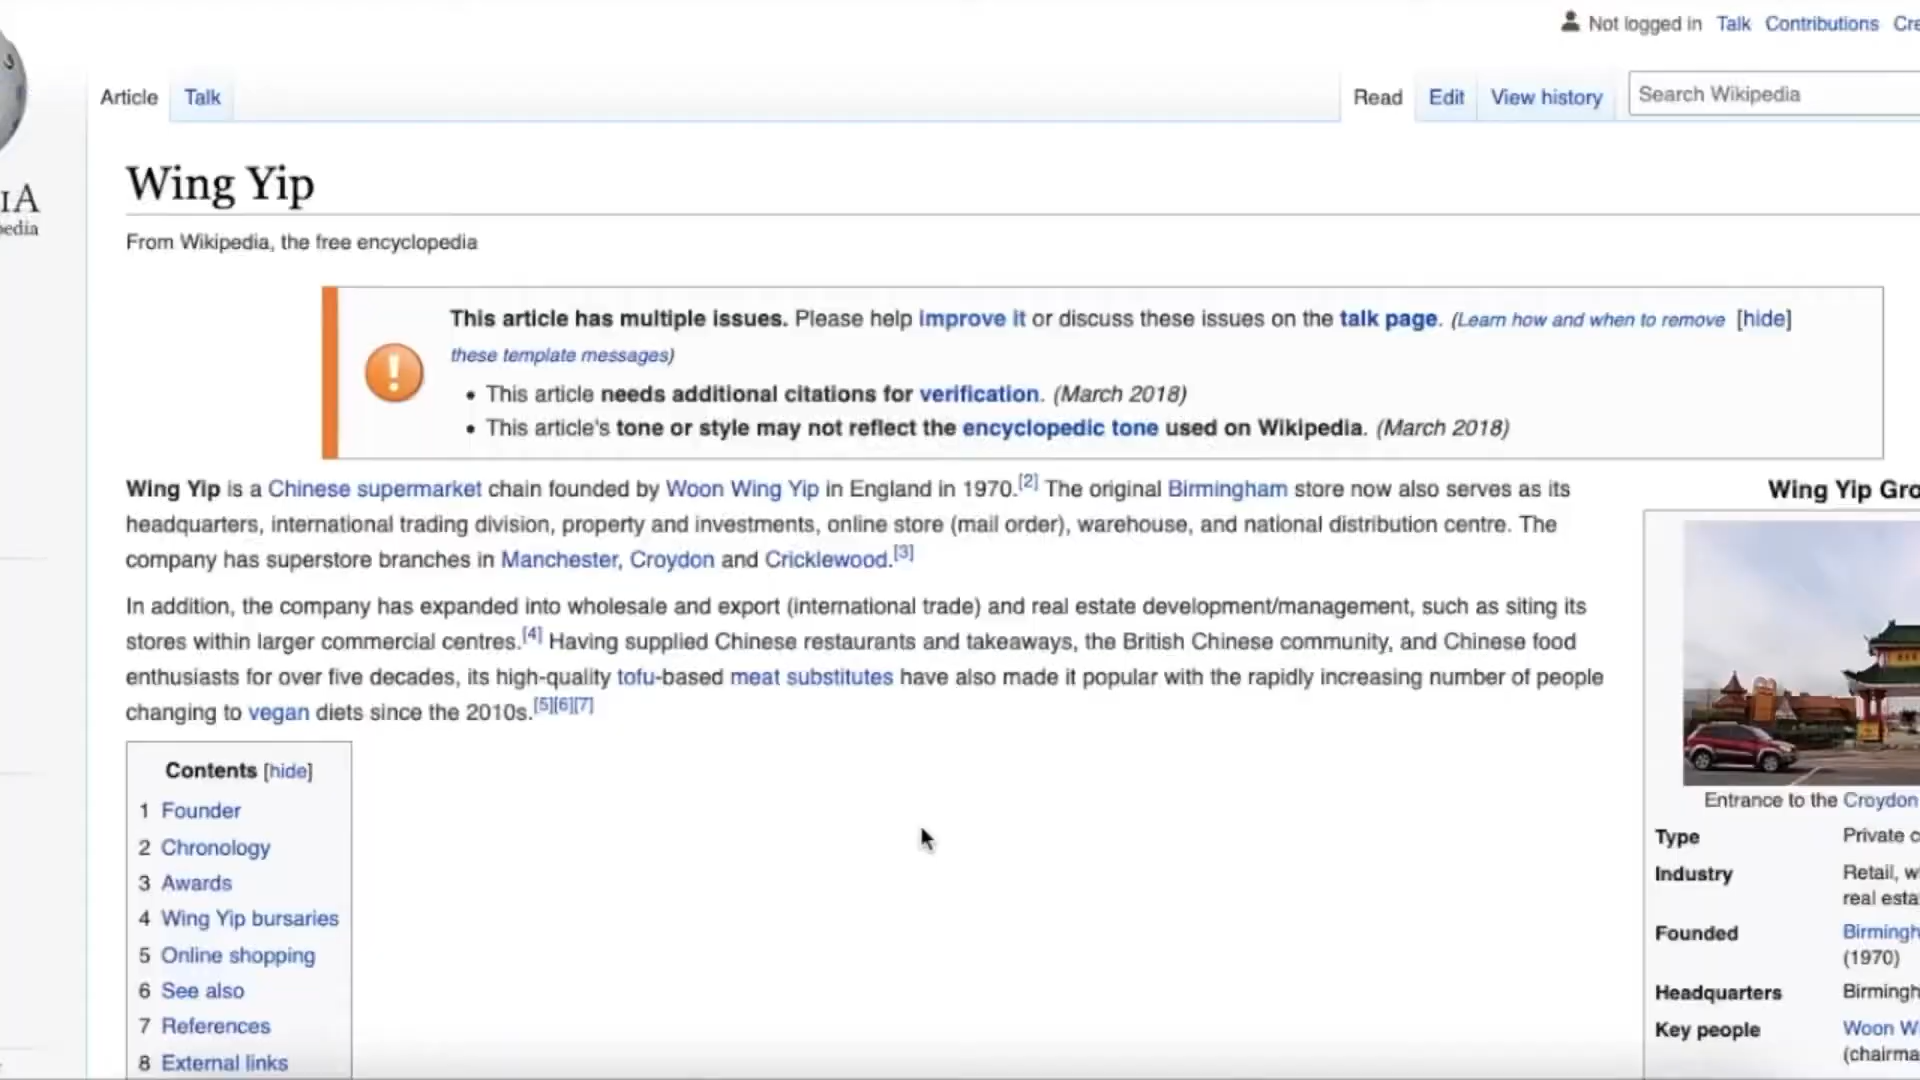 Not logged in Talk Contributions
Article Talk Read Edit View history Search Wikipedia
Wing Yip
From Wikipedia, the free encyclopedia
This article has multiple issues. Please help improve it or discuss these issues on the talk page. (Learn how and when to remove [hide]
these template messages)
• This article needs additional citations for verification. (March 2018)
• This article's tone or style may not reflect the encyclopedic tone used on Wikipedia. (March 2018)
Wing Yip is a Chinese supermarket chain founded by Woon Wing Yip in England in 1970.[2] The original Birmingham store now also serves as its
headquarters, international trading division, property and investments, online store (mail order), warehouse, and national distribution centre. The
company has superstore branches in Manchester, Croydon and Cricklewood.[3]
In addition, the company has expanded into wholesale and export (international trade) and real estate development/management, such as siting its
stores within larger commercial centres.[4] Having supplied Chinese restaurants and takeaways, the British Chinese community, and Chinese food
enthusiasts for over five decades, its high-quality tofu-based meat substitutes have also made it popular with the rapidly increasing number of people
changing to vegan diets since the 2010s.[5][6][7]
Contents [hide]
1 Founder
2 Chronology
3 Awards
4 Wing Yip bursaries
5 Online shopping
6 See also
7 References
8 External links
Wing Yip Gro
Entrance to the Croydon
Type Private c
Industry Retail, w
real esta
Founded Birmingh
(1970)
Headquarters Birmingh
Key people Woon W
(chairma